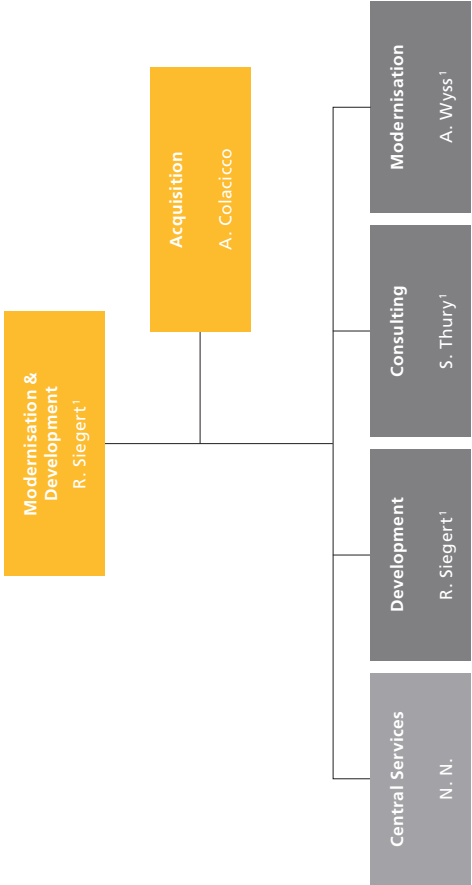 Modernisation &
Development
R. Siegert¹
Acquisition
A. Colacicco
Central Services
N. N.
Development
R. Siegert¹
Consulting
S. Thury¹
Modernisation
A. Wyss¹